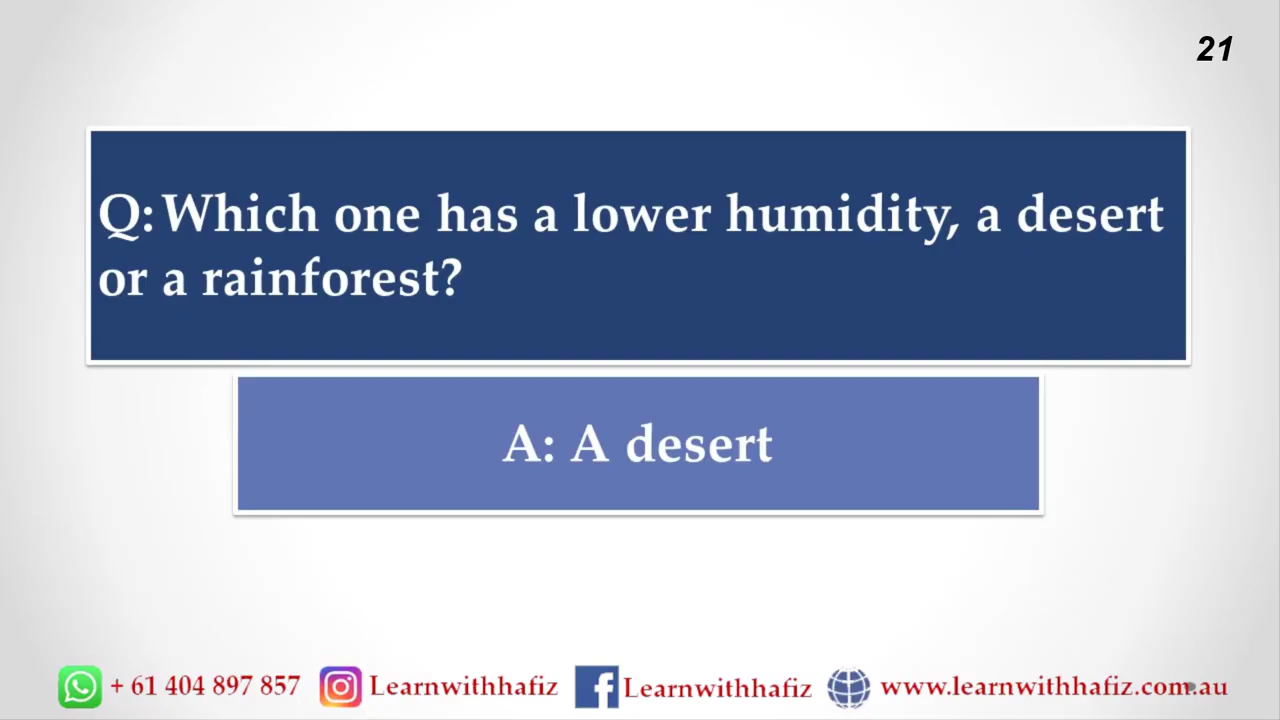 21
Q: Which one has a lower humidity, a desert
or a rainforest?
A: A desert
+ 61 404 897 857 Learnwithhafiz Learnwithhafiz www.learnwithhafiz.com.au